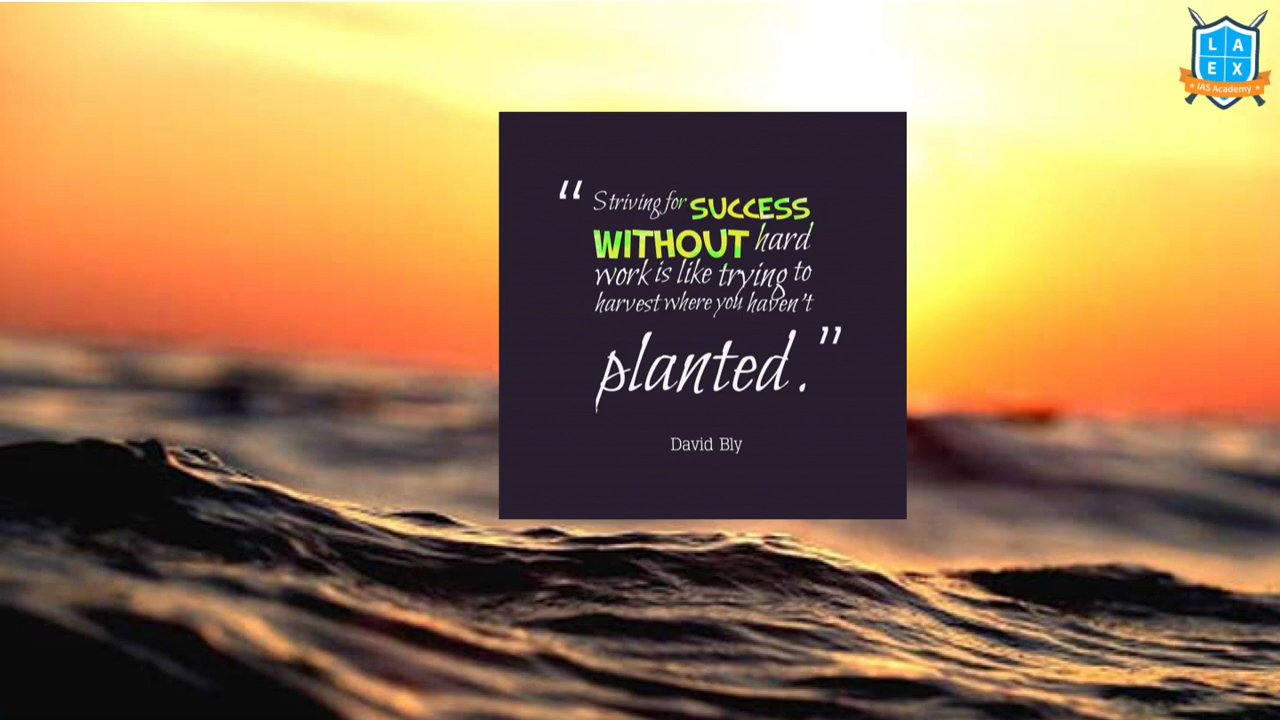 L A
E X
IAS Academy
“ Striving for SUCCESS
WITHOUT hard
work is like trying to
harvest where you haven't
planted. ”
David Bly